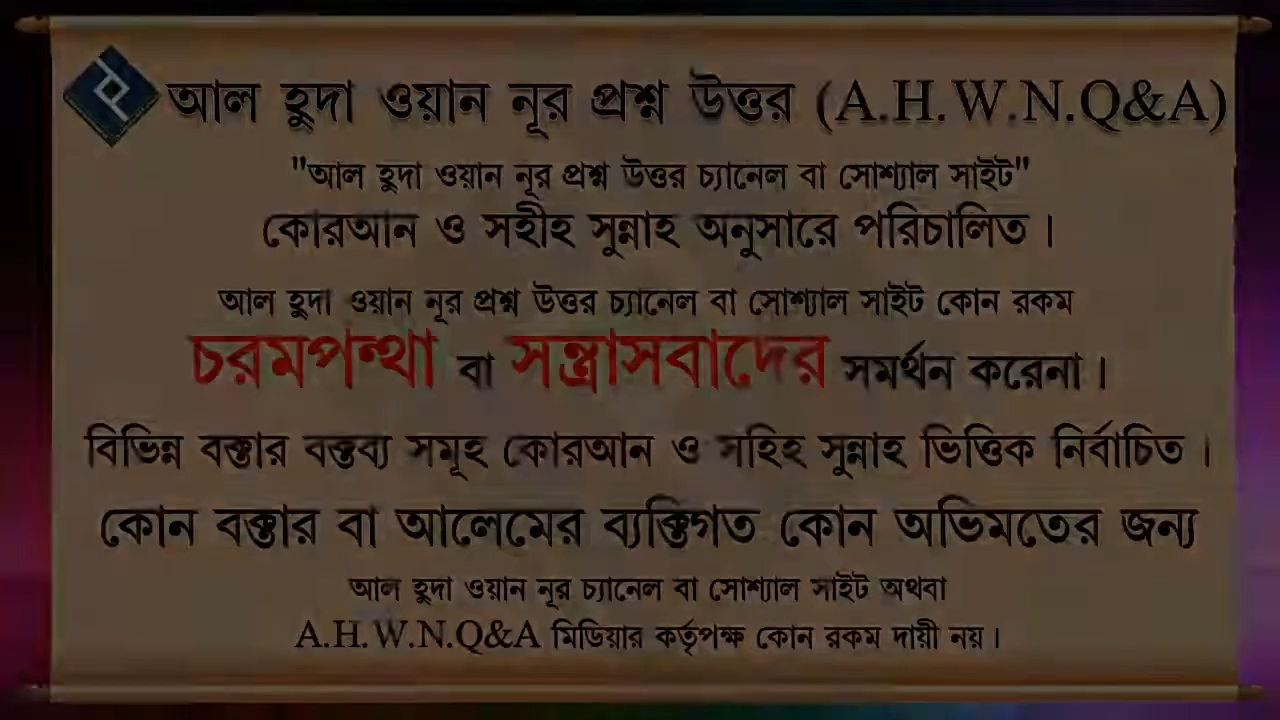 আল হুদা ওয়ান নূর প্রশ্ন উত্তর (A.H.W.N.Q&A)
"আল হুদা ওয়ান নূর প্রশ্ন উত্তর চ্যানেল বা সোশ্যাল সাইট"
কোরআন ও সহীহ সুন্নাহ অনুসারে পরিচালিত ।
আল হুদা ওয়ান নূর প্রশ্ন উত্তর চ্যানেল বা সোশ্যাল সাইট কোন রকম
চরমপন্থা বা সন্ত্রাসবাদের সমর্থন করেনা ।
বিভিন্ন বক্তার বক্তব্য সমূহ কোরআন ও সহিহ সুন্নাহ ভিত্তিক নির্বাচিত ।
কোন বক্তার বা আলেমের ব্যক্তিগত কোন অভিমতের জন্য
আল হুদা ওয়ান নূর চ্যানেল বা সোশ্যাল সাইট অথবা
A.H.W.N.Q&A মিডিয়ার কর্তৃপক্ষ কোন রকম দায়ী নয় ।